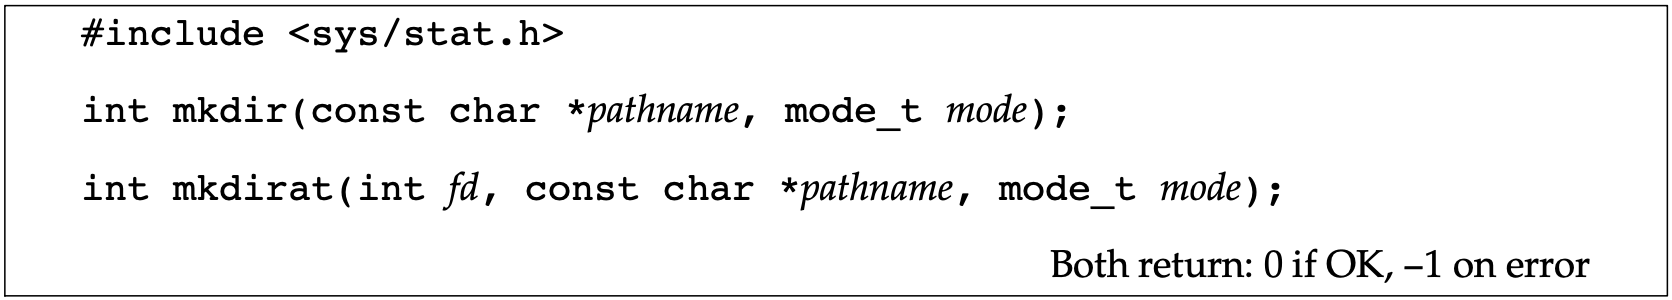 #include <sys/stat.h>
int mkdir(const char *pathname, mode_t mode);
int mkdirat(int fd, const char *pathname, mode_t mode);
Both return: 0 if OK, −1 on error